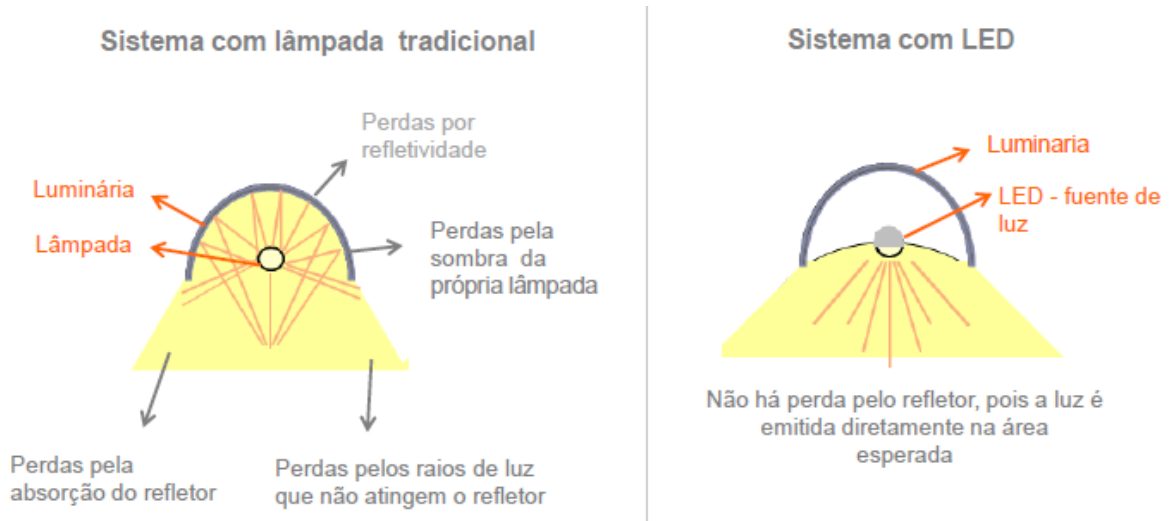 Sistema com lâmpada tradicional
Perdas por
refletividade
Luminária
Lâmpada
Perdas pela
sombra da
própria lâmpada
Perdas pela
absorção do refletor
Perdas pelos raios de luz
que não atingem o refletor
Sistema com LED
Luminaria
LED - fuente de
luz
Não há perda pelo refletor, pois a luz é
emitida diretamente na área
esperada